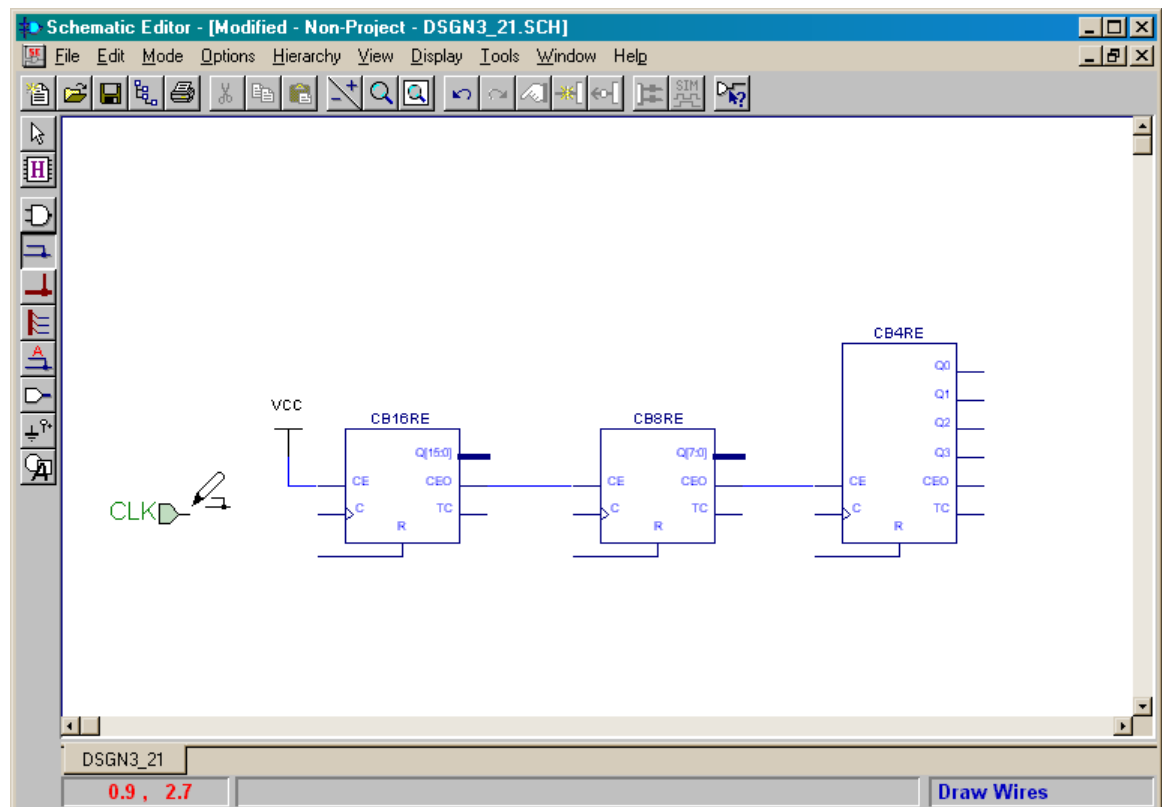 Schematic Editor - [Modified - Non-Project - DSGN3_21.SCH]
File Edit Mode Options Hierarchy View Display Tools Window Help
SIM
H
A
A
CB4RE
Q0
Q1
Q2
Q3
CE CEO
C TC
R
VCC
CB16RE
Q[15:0]
CE CEO
C TC
R
CB8RE
Q[7:0]
CE CEO
C TC
R
CLK
DSGN3_21
0.9 , 2.7 Draw Wires